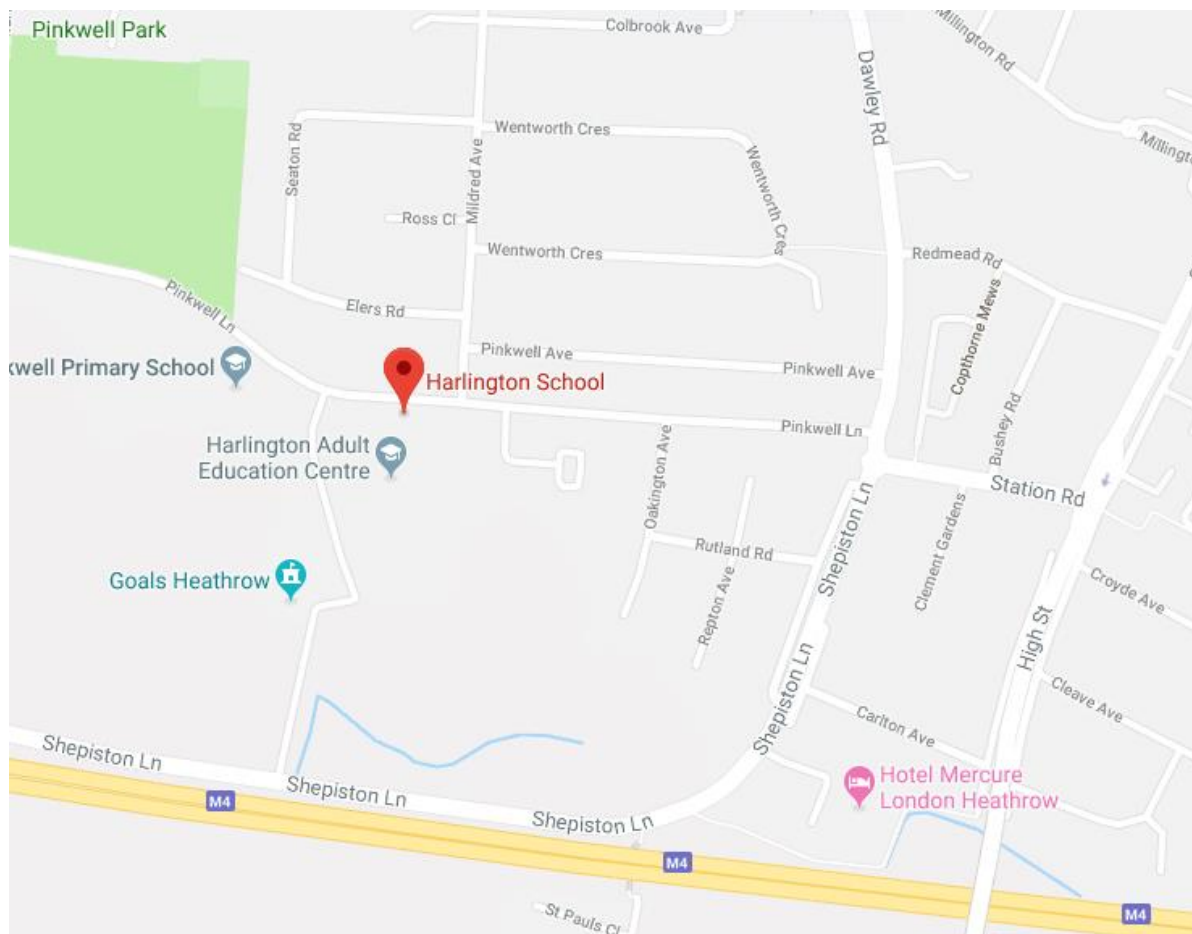 Pinkwell Park
Colbrook Ave
Millington Rd
Dawley Rd
Wentworth Cres
Seaton Rd
Mildred Ave
Wentworth Cres
Millington
Ross Cl
Wentworth Cres
Redmead Rd
Pinkwell Ln
Elers Rd
Copthorne Mews
kwell Primary School
Pinkwell Ave
Pinkwell Ave
Harlington School
Bushey Rd
Pinkwell Ln
Harlington Adult
Education Centre
Oakington Ave
Station Rd
Shepiston Ln
Rutland Rd
Clement Gardens
Goals Heathrow
Repton Ave
Croyde Ave
High St
Shepiston Ln
Cleave Ave
Carlton Ave
Shepiston Ln
Shepiston Ln
Hotel Mercure
London Heathrow
M4
Shepiston Ln
M4
St Pauls Cl
M4